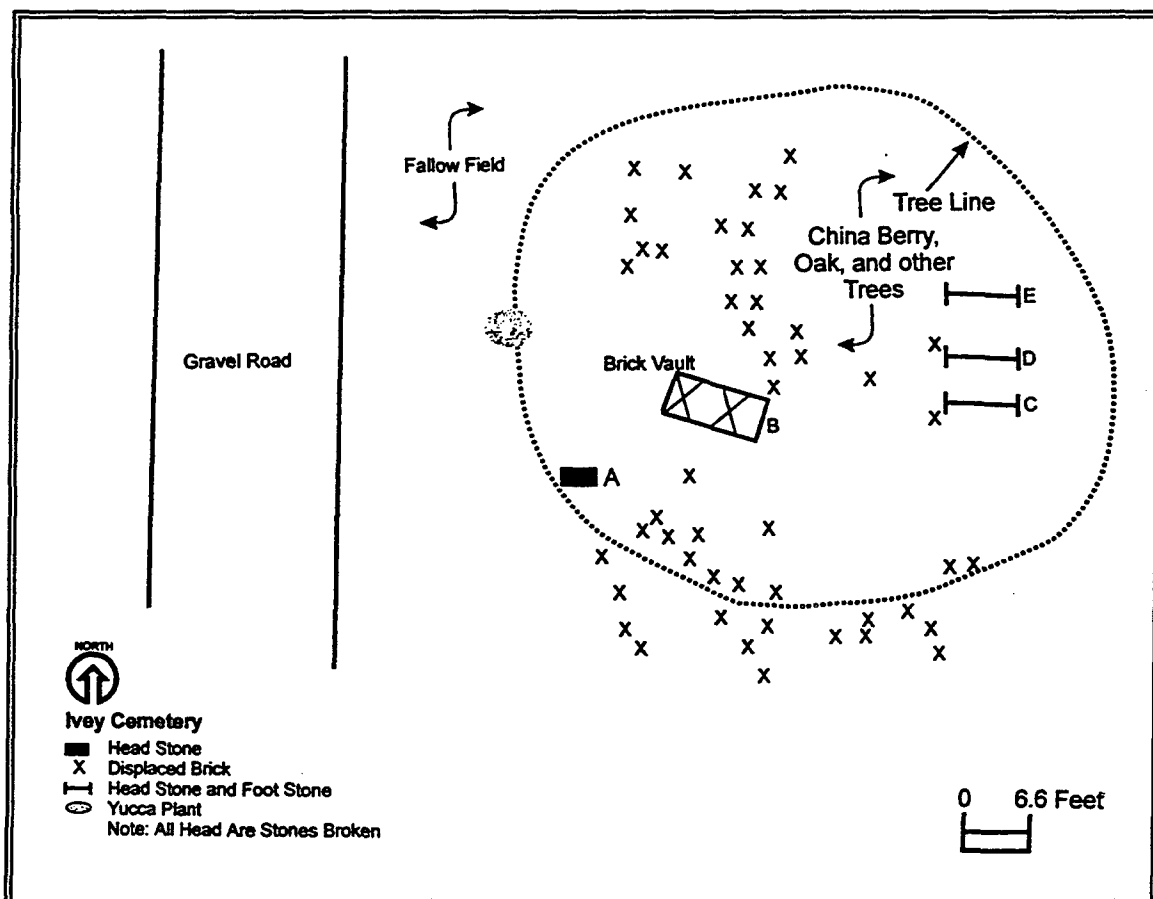 Fallow Field
Tree Line
China Berry,
Oak, and other
Trees
E
Gravel Road
Brick Vault
D
C
B
A
NORTH
Ivey Cemetery
Head Stone
X Displaced Brick
Head Stone and Foot Stone
Yucca Plant
Note: All Head Are Stones Broken
0 6.6 Feet